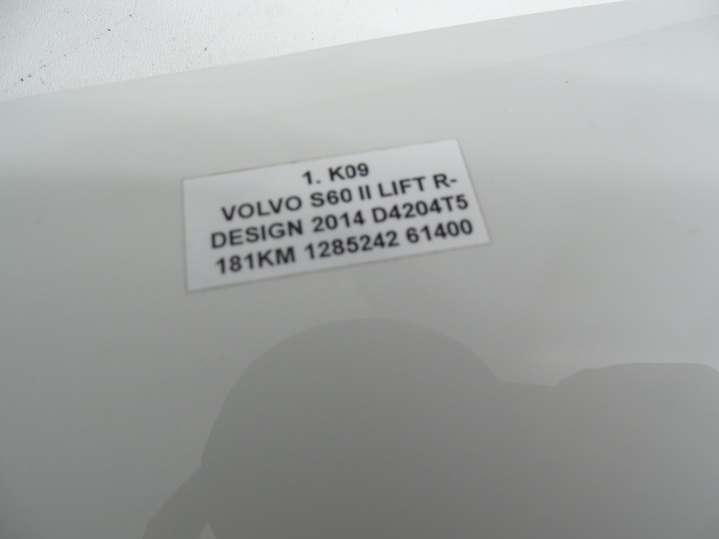 1. K09
VOLVO S60 II LIFT R-
DESIGN 2014 D4204T5
181KM 1285242 61400